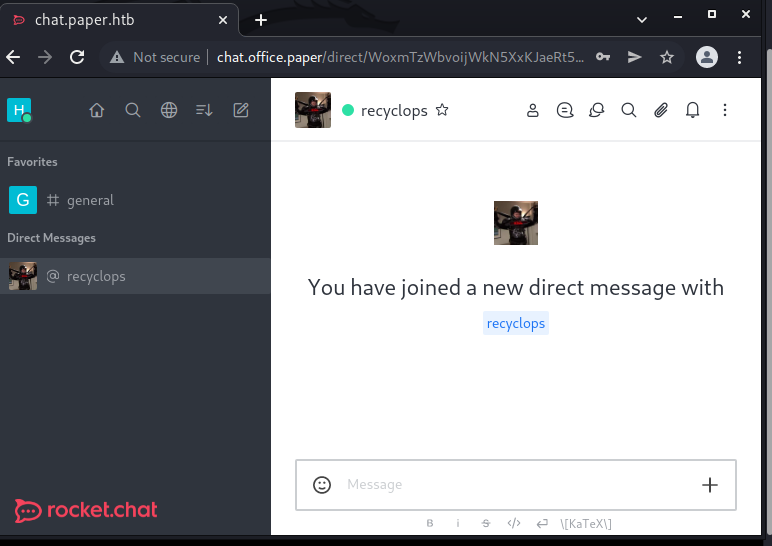 chat.paper.htb
Not secure | chat.office.paper/direct/WoxmTzWbvoijWkN5XxKJaeRt5...
H
recyclops
Favorites
G # general
Direct Messages
@ recyclops
You have joined a new direct message with
recyclops
Message
rocket.chat
B i S </> \[KaTeX\]